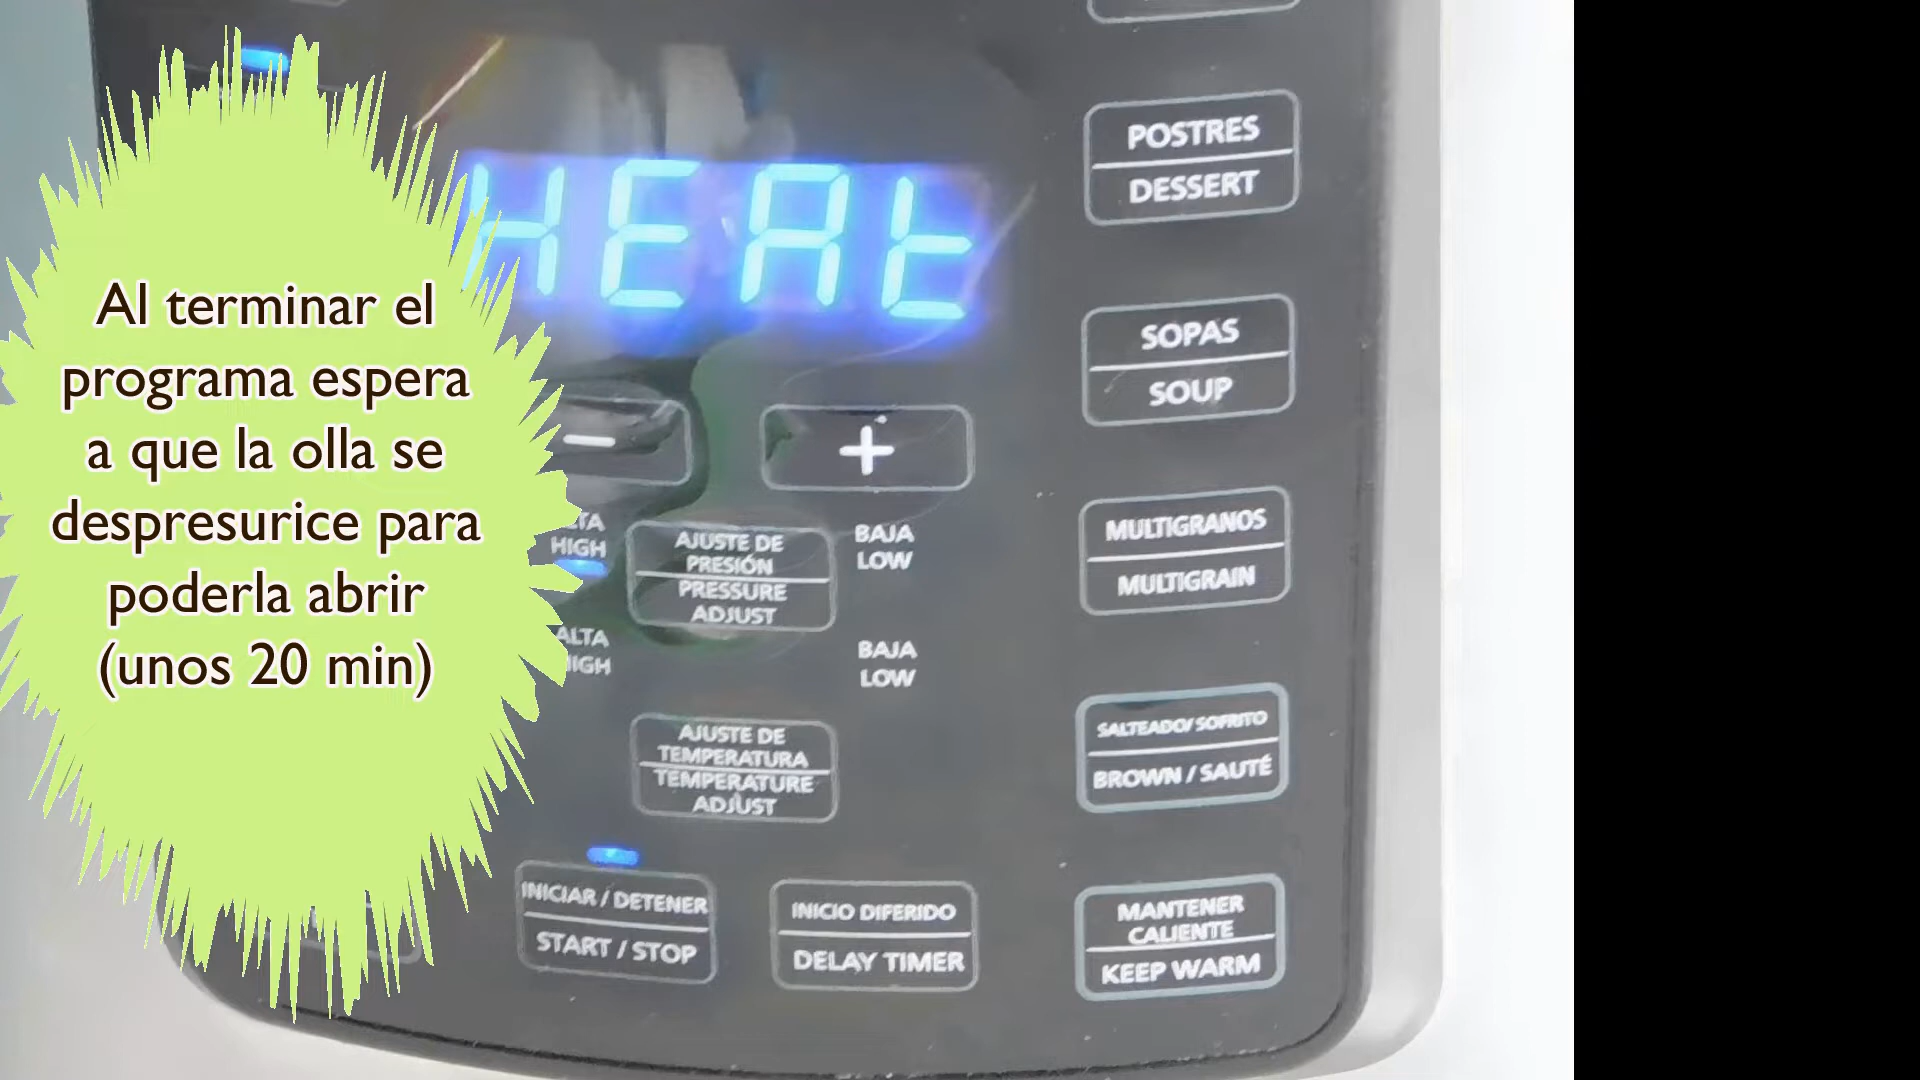 HEAt
Al terminar el
programa espera
a que la olla se
despresurice para
poderla abrir
(unos 20 min)
POSTRES
DESSERT
SOPAS
SOUP
−
+
HIGH
AJUSTE DE
PRESIÓN
PRESSURE
ADJUST
BAJA
LOW
MULTIGRANOS
MULTIGRAIN
ALTA
HIGH
BAJA
LOW
AJUSTE DE
TEMPERATURA
TEMPERATURE
ADJUST
SALTEADO/ SOFRITO
BROWN / SAUTÉ
INICIAR / DETENER
START / STOP
INICIO DIFERIDO
DELAY TIMER
MANTENER
CALIENTE
KEEP WARM